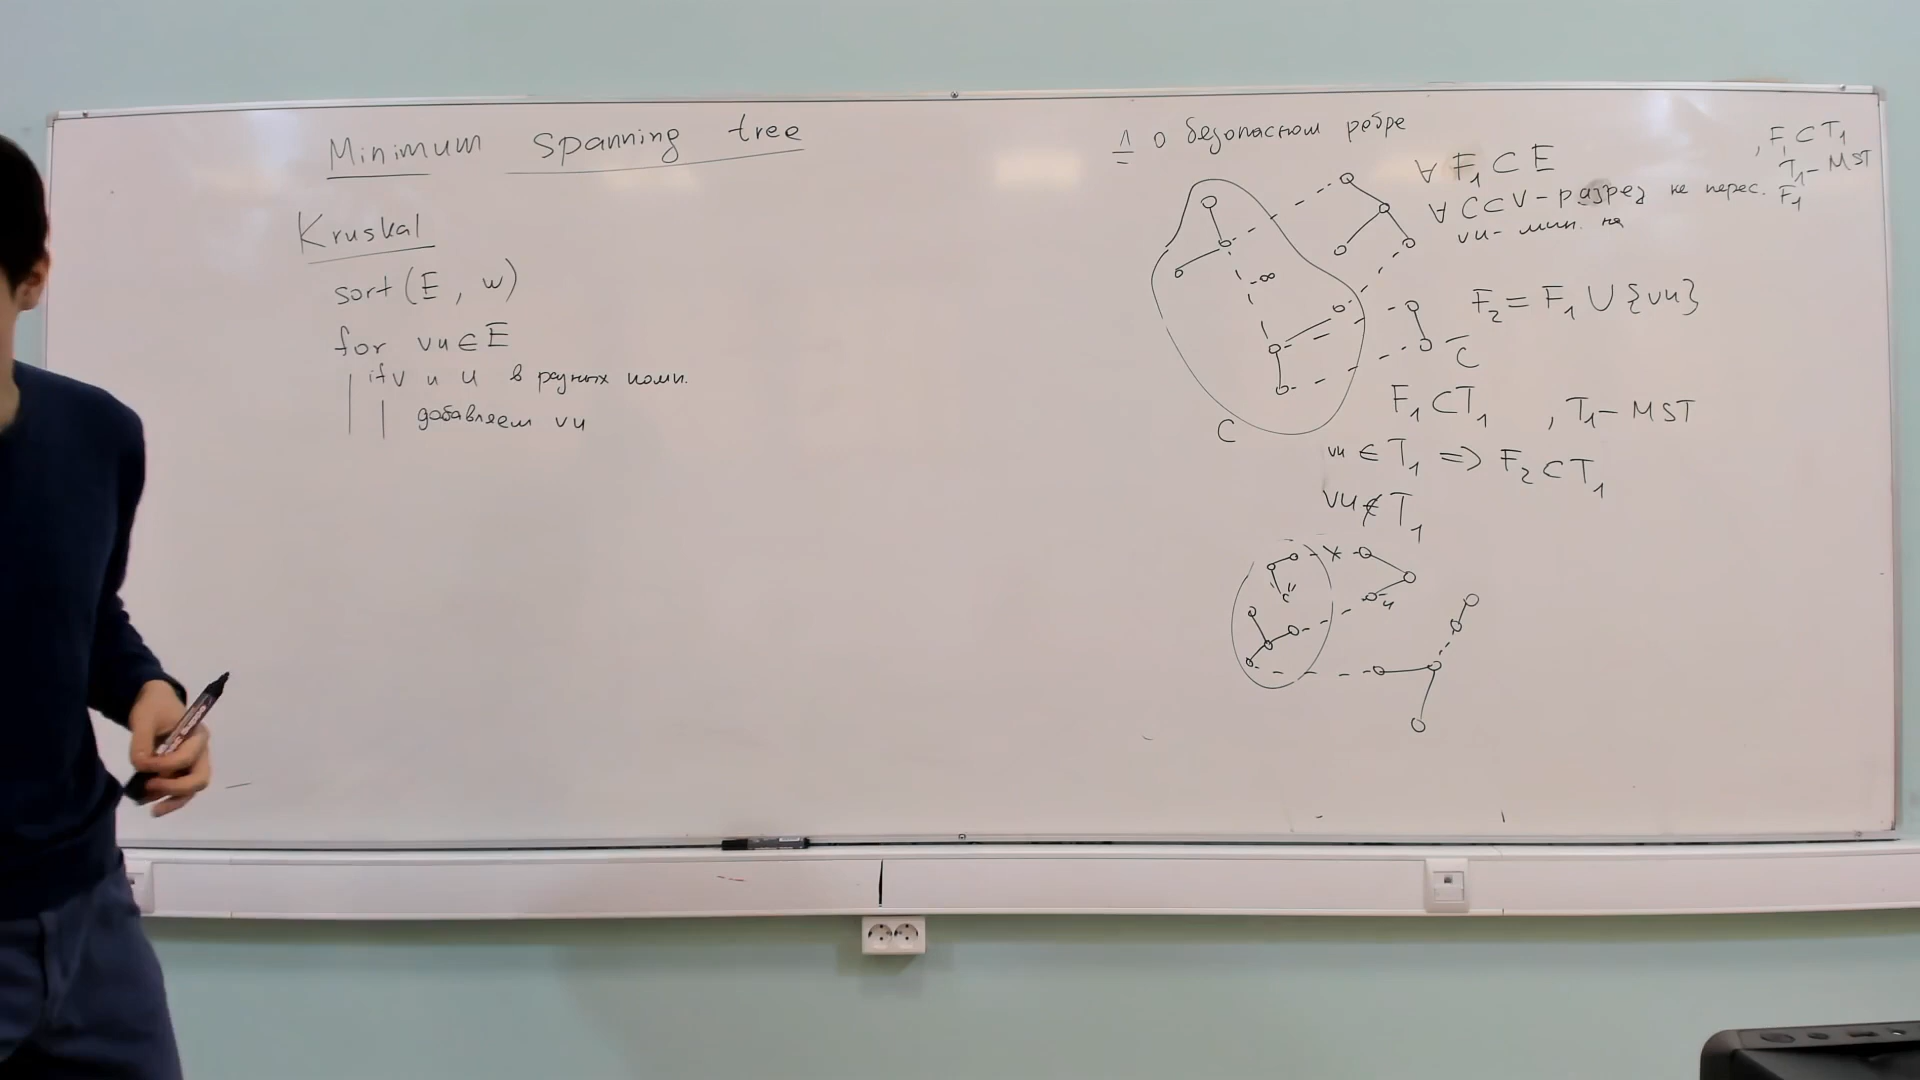 Minimum spanning tree
Kruskal
sort (E, w)
for vu ∈ E
if v и u в разных комп.
добавляем vu
Л о безопасном ребре
∀ F₁ ⊂ E , F₁ ⊂ T₁
T₁ - MST
∀ C ⊂ V - разрез не перес. F₁
vu - мин. на
-∞
F₂ = F₁ ∪ {vu}
C̅
F₁ ⊂ T₁ , T₁ - MST
C
vu ∈ T₁ => F₂ ⊂ T₁
vu ∉ T₁
u